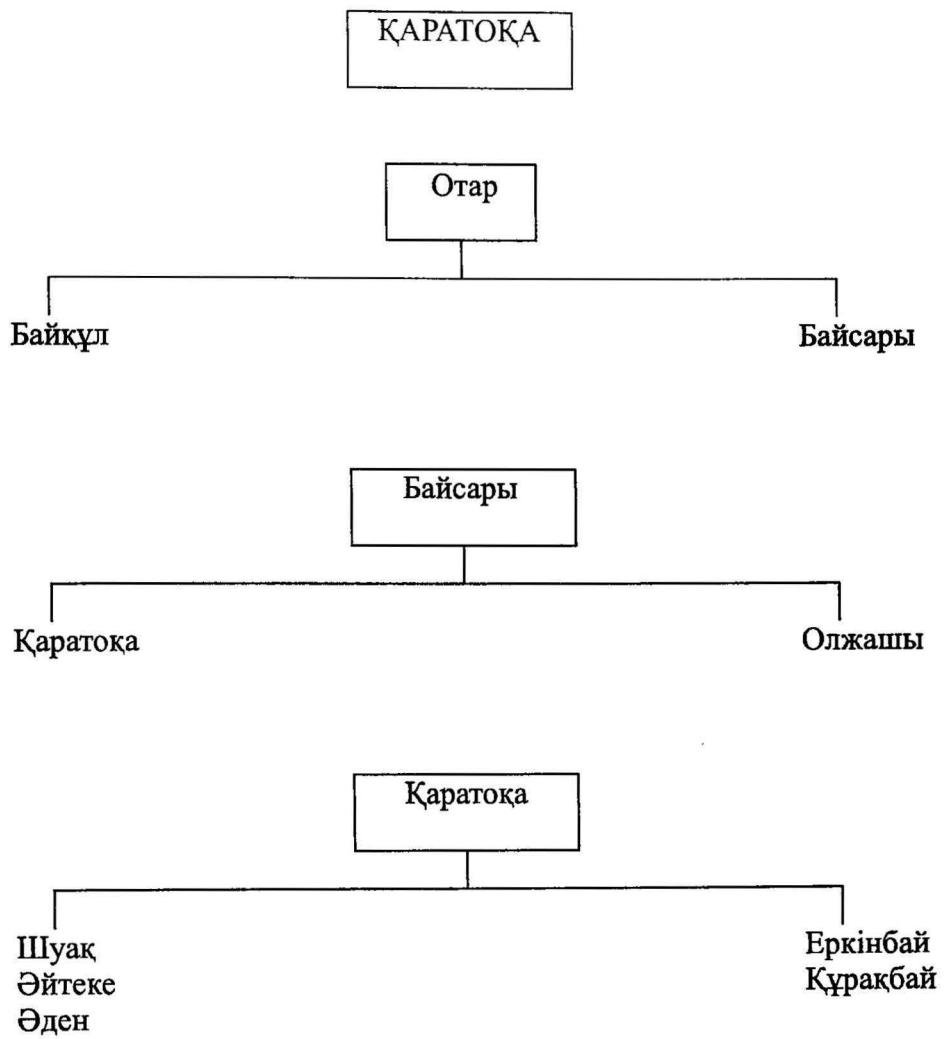 ҚАРАТОҚА
Отар
Байқұл
Байсары
Байсары
Қаратоқа
Олжашы
Қаратоқа
Шуақ
Әйтеке
Әден
Еркінбай
Құрақбай